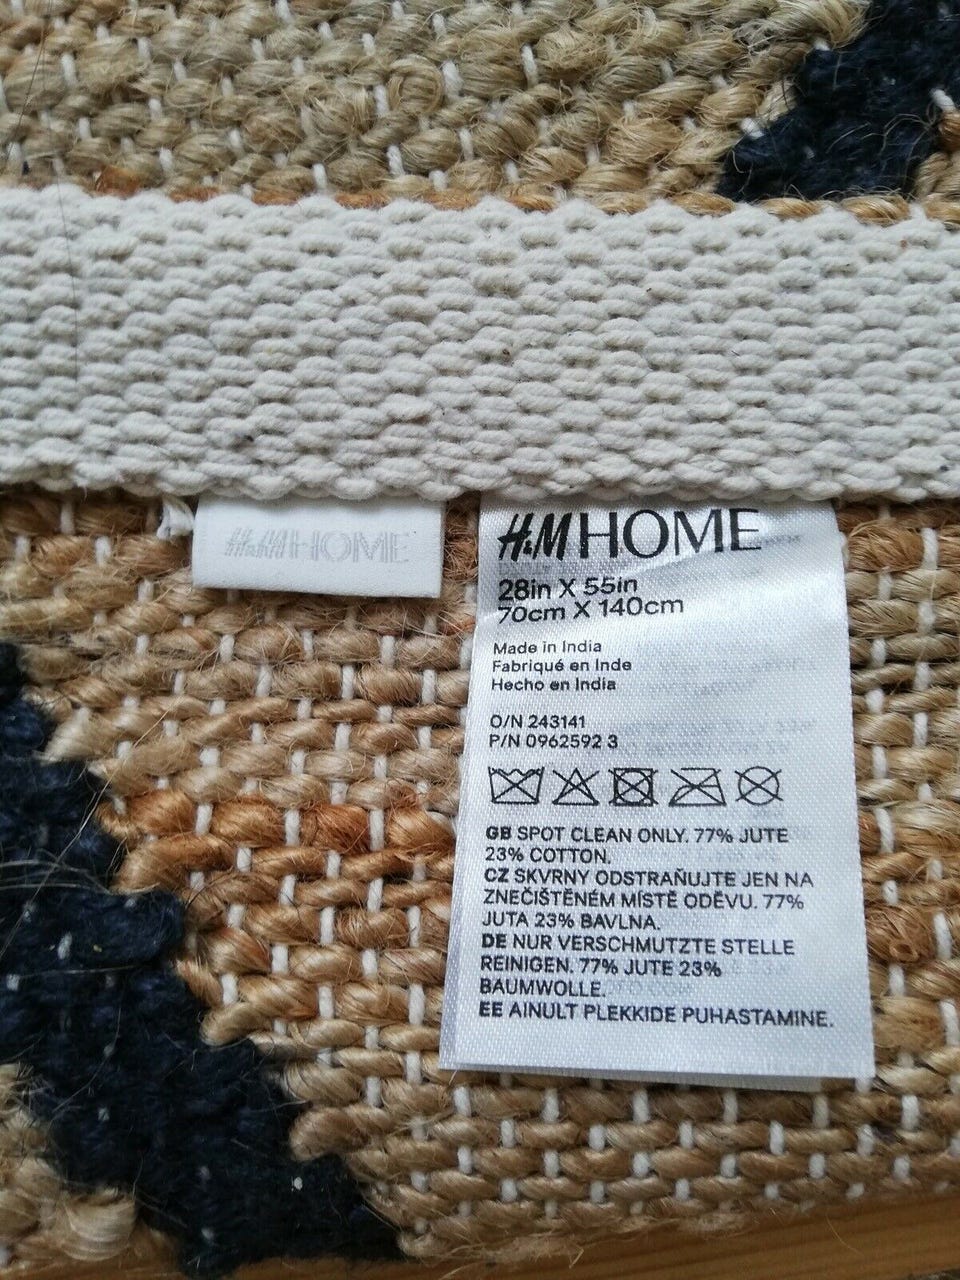 H&M HOME
H&M HOME
28in X 55in
70cm X 140cm
Made in India
Fabriqué en Inde
Hecho en India
O/N 243141
P/N 0962592 3
GB SPOT CLEAN ONLY. 77% JUTE
23% COTTON.
CZ SKVRNY ODSTRAŇUJTE JEN NA
ZNEČIŠTĚNÉM MÍSTĚ ODĚVU. 77%
JUTA 23% BAVLNA.
DE NUR VERSCHMUTZTE STELLE
REINIGEN. 77% JUTE 23%
BAUMWOLLE.
EE AINULT PLEKKIDE PUHASTAMINE.